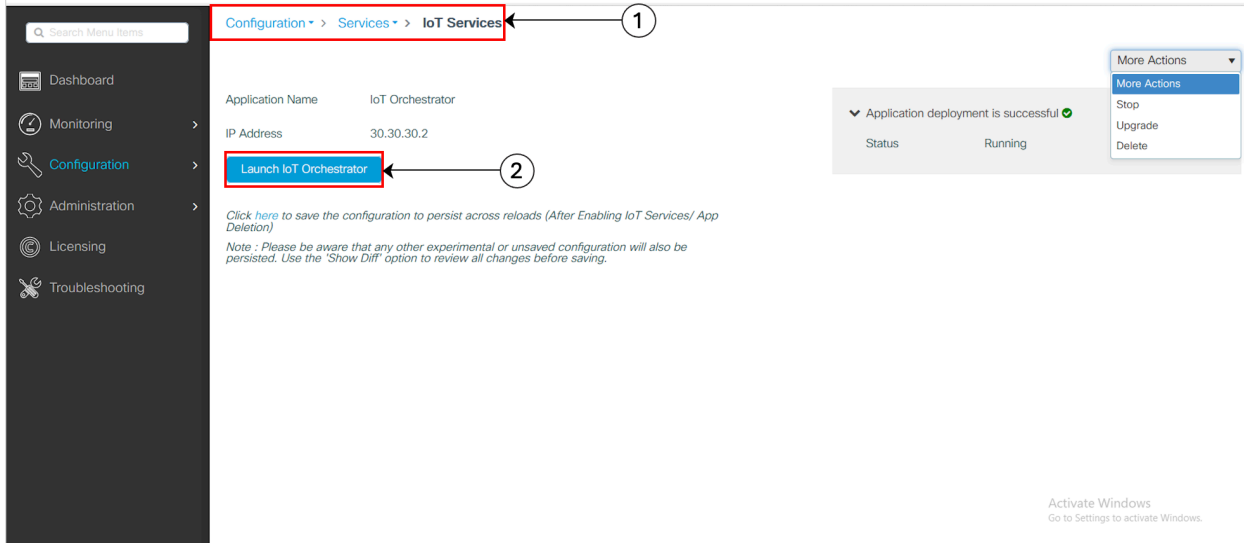 Configuration > Services > IoT Services
1
Search Menu Items
Dashboard
Monitoring
Configuration
Administration
Licensing
Troubleshooting
Application Name IoT Orchestrator
IP Address 30.30.30.2
Launch IoT Orchestrator
2
Click here to save the configuration to persist across reloads (After Enabling IoT Services/ App
Deletion)
Note : Please be aware that any other experimental or unsaved configuration will also be
persisted. Use the 'Show Diff' option to review all changes before saving.
More Actions
More Actions
Stop
Upgrade
Delete
Application deployment is successful
Status Running
Activate Windows
Go to Settings to activate Windows.